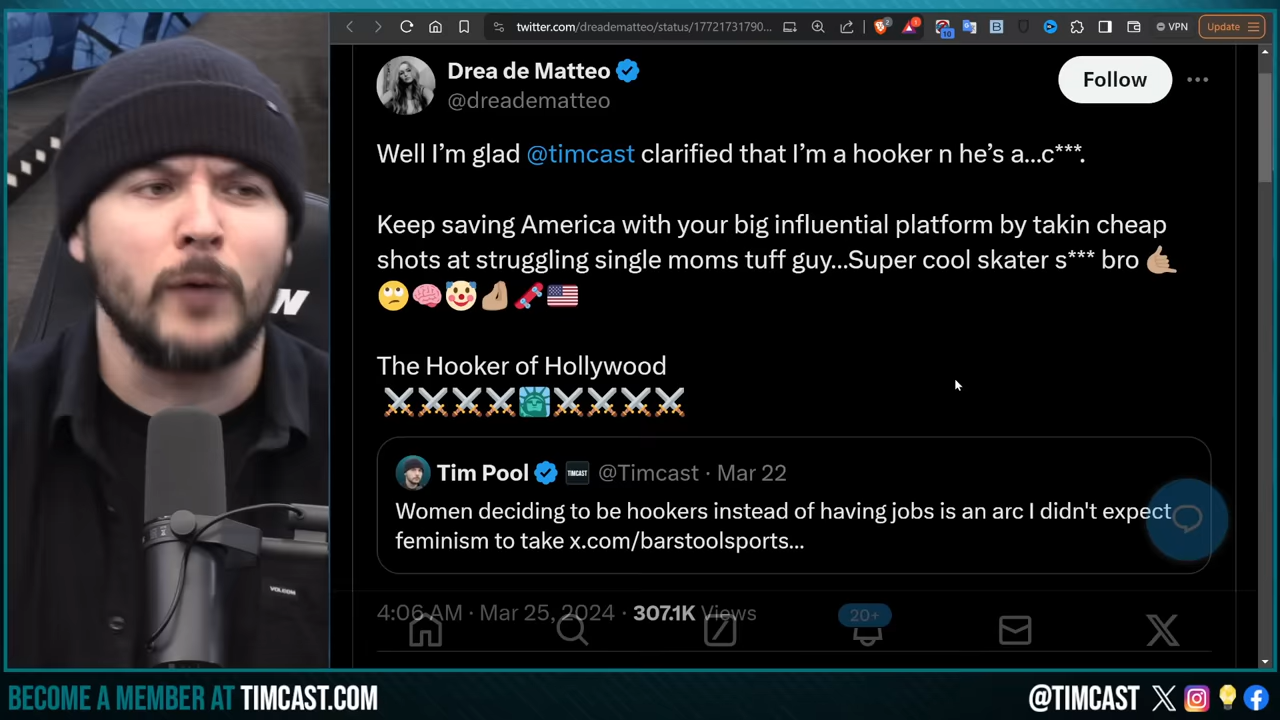 twitter.com/dreadematteo/status/17721731790...
2
1
10
VPN
Update
Drea de Matteo
@dreadematteo
Follow
Well I’m glad @timcast clarified that I’m a hooker n he’s a...c***.
Keep saving America with your big influential platform by takin cheap
shots at struggling single moms tuff guy...Super cool skater s*** bro 🤙🏼
🙄🧠🤡🤌🏼🛹🇺🇸
The Hooker of Hollywood
⚔️⚔️⚔️⚔️🗽⚔️⚔️⚔️⚔️
Tim Pool TIMCAST @Timcast · Mar 22
Women deciding to be hookers instead of having jobs is an arc I didn't expect
feminism to take x.com/barstoolsports...
4:06 AM · Mar 25, 2024 · 307.1K Views
20+
VOLCOM
BECOME A MEMBER AT TIMCAST.COM
@TIMCAST